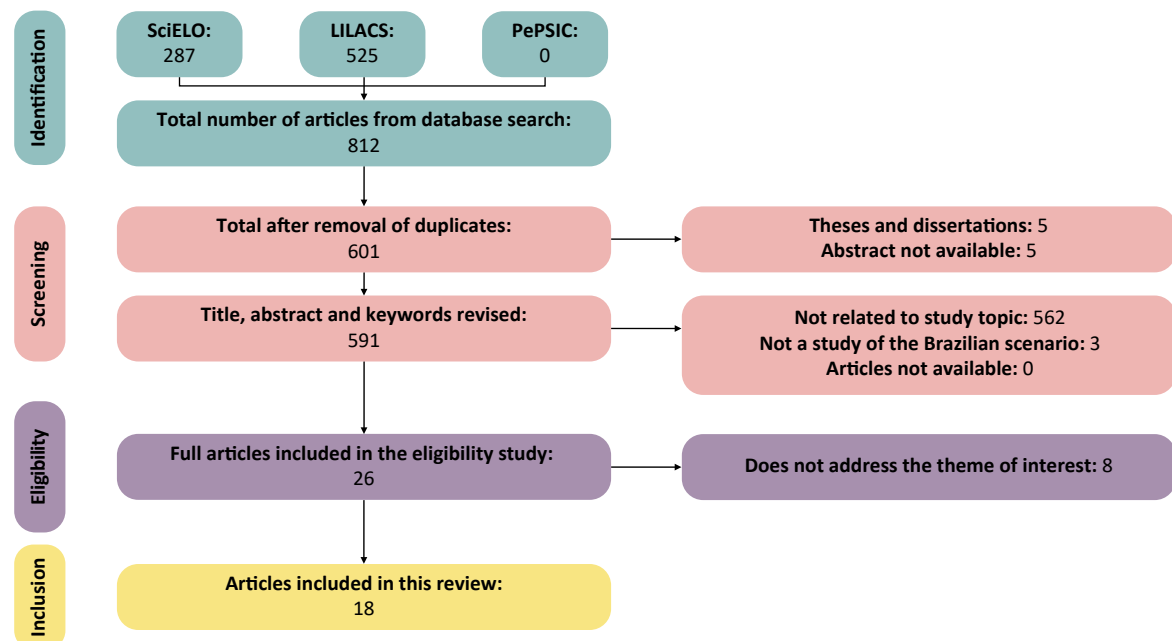 Identification
SciELO:
287
LILACS:
525
PePSIC:
0
Total number of articles from database search:
812
Screening
Total after removal of duplicates:
601
Theses and dissertations: 5
Abstract not available: 5
Title, abstract and keywords revised:
591
Not related to study topic: 562
Not a study of the Brazilian scenario: 3
Articles not available: 0
Eligibility
Full articles included in the eligibility study:
26
Does not address the theme of interest: 8
Inclusion
Articles included in this review:
18